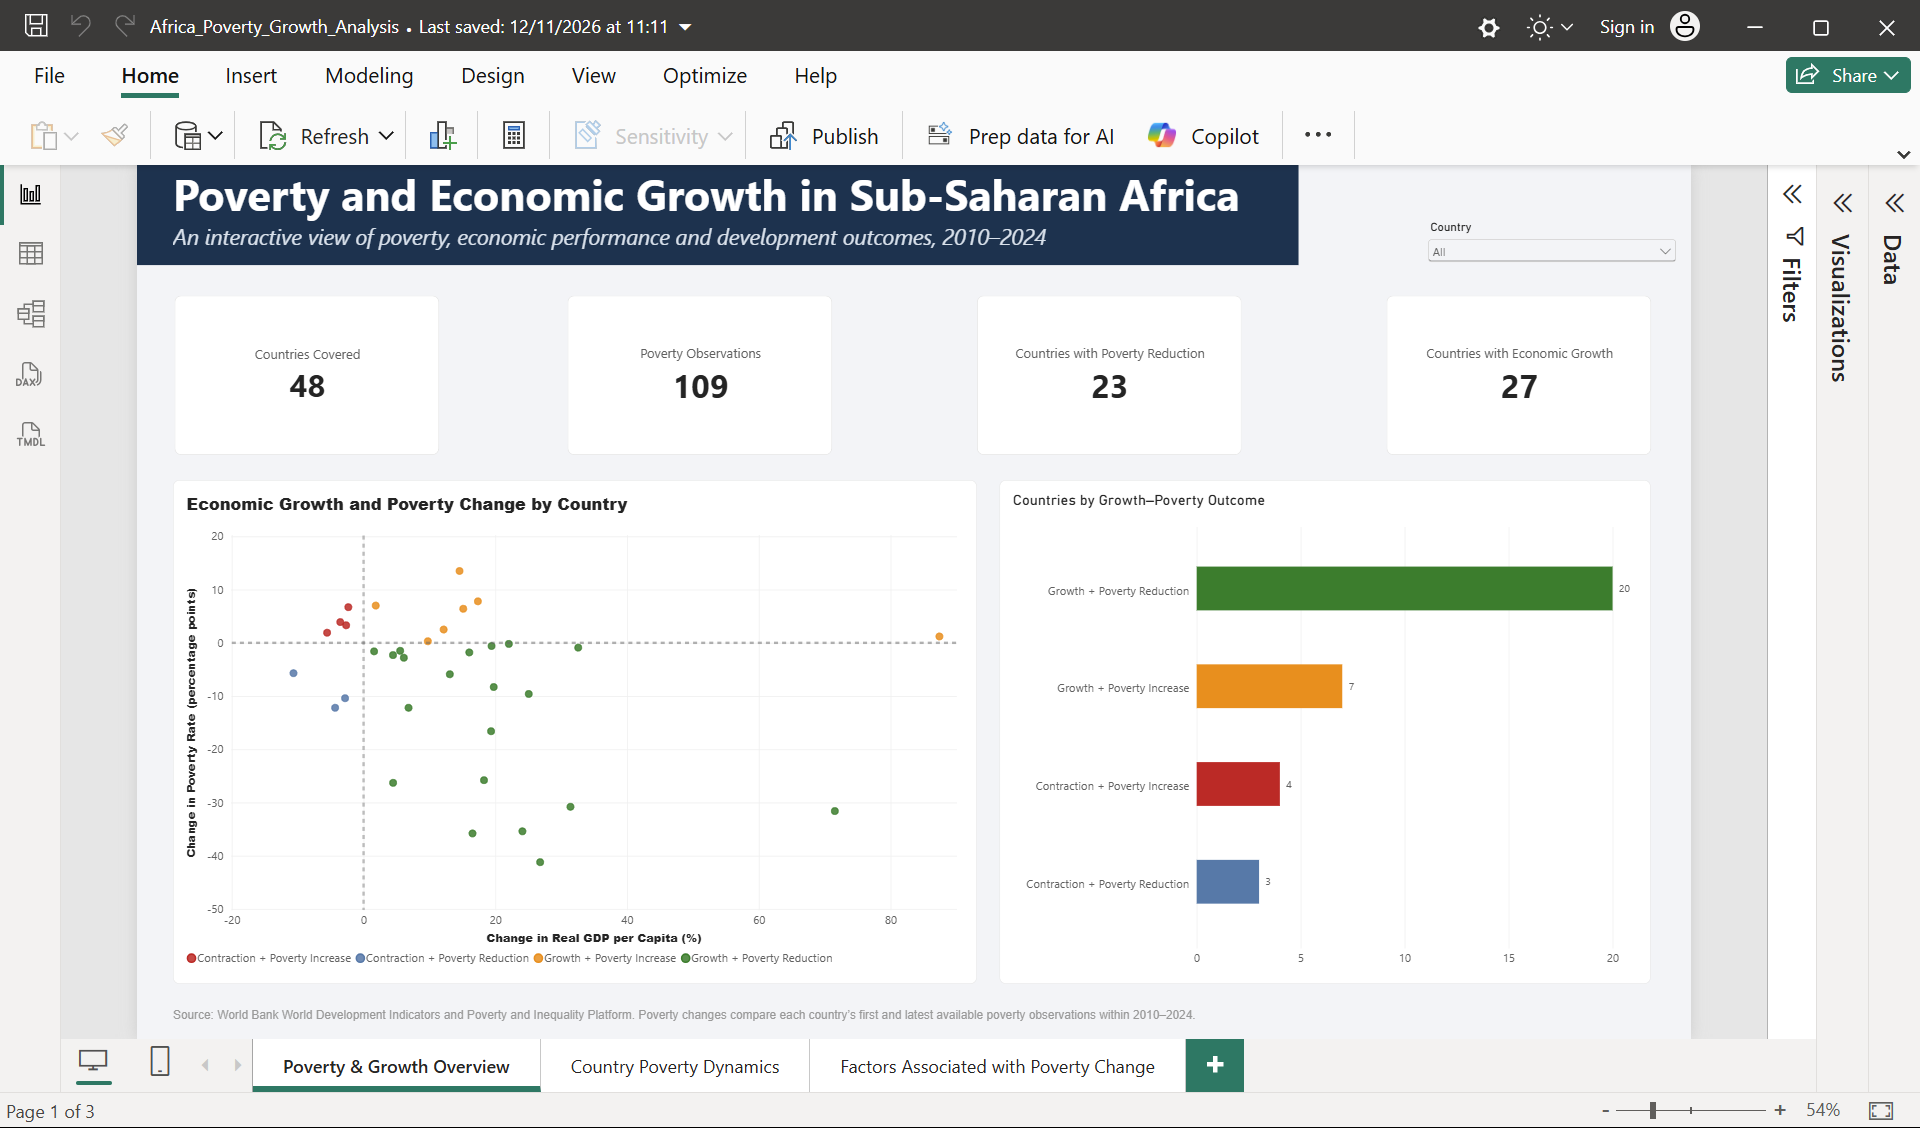 Africa_Poverty_Growth_Analysis • Last saved: 12/11/2026 at 11:11
Sign in
File Home Insert Modeling Design View Optimize Help
Share
Refresh
Sensitivity
Publish
Prep data for AI
Copilot
Poverty and Economic Growth in Sub-Saharan Africa
An interactive view of poverty, economic performance and development outcomes, 2010–2024
Country
All
Filters
Visualizations
Data
DAX
TMDL
Countries Covered
48
Poverty Observations
109
Countries with Poverty Reduction
23
Countries with Economic Growth
27
Economic Growth and Poverty Change by Country
Change in Poverty Rate (percentage points)
20
10
0
-10
-20
-30
-40
-50
-20 0 20 40 60 80
Change in Real GDP per Capita (%)
Contraction + Poverty Increase Contraction + Poverty Reduction Growth + Poverty Increase Growth + Poverty Reduction
Countries by Growth–Poverty Outcome
Growth + Poverty Reduction 20
Growth + Poverty Increase 7
Contraction + Poverty Increase 4
Contraction + Poverty Reduction 3
0 5 10 15 20
Source: World Bank World Development Indicators and Poverty and Inequality Platform. Poverty changes compare each country's first and latest available poverty observations within 2010–2024.
Poverty & Growth Overview
Country Poverty Dynamics
Factors Associated with Poverty Change
+
Page 1 of 3
- + 54%